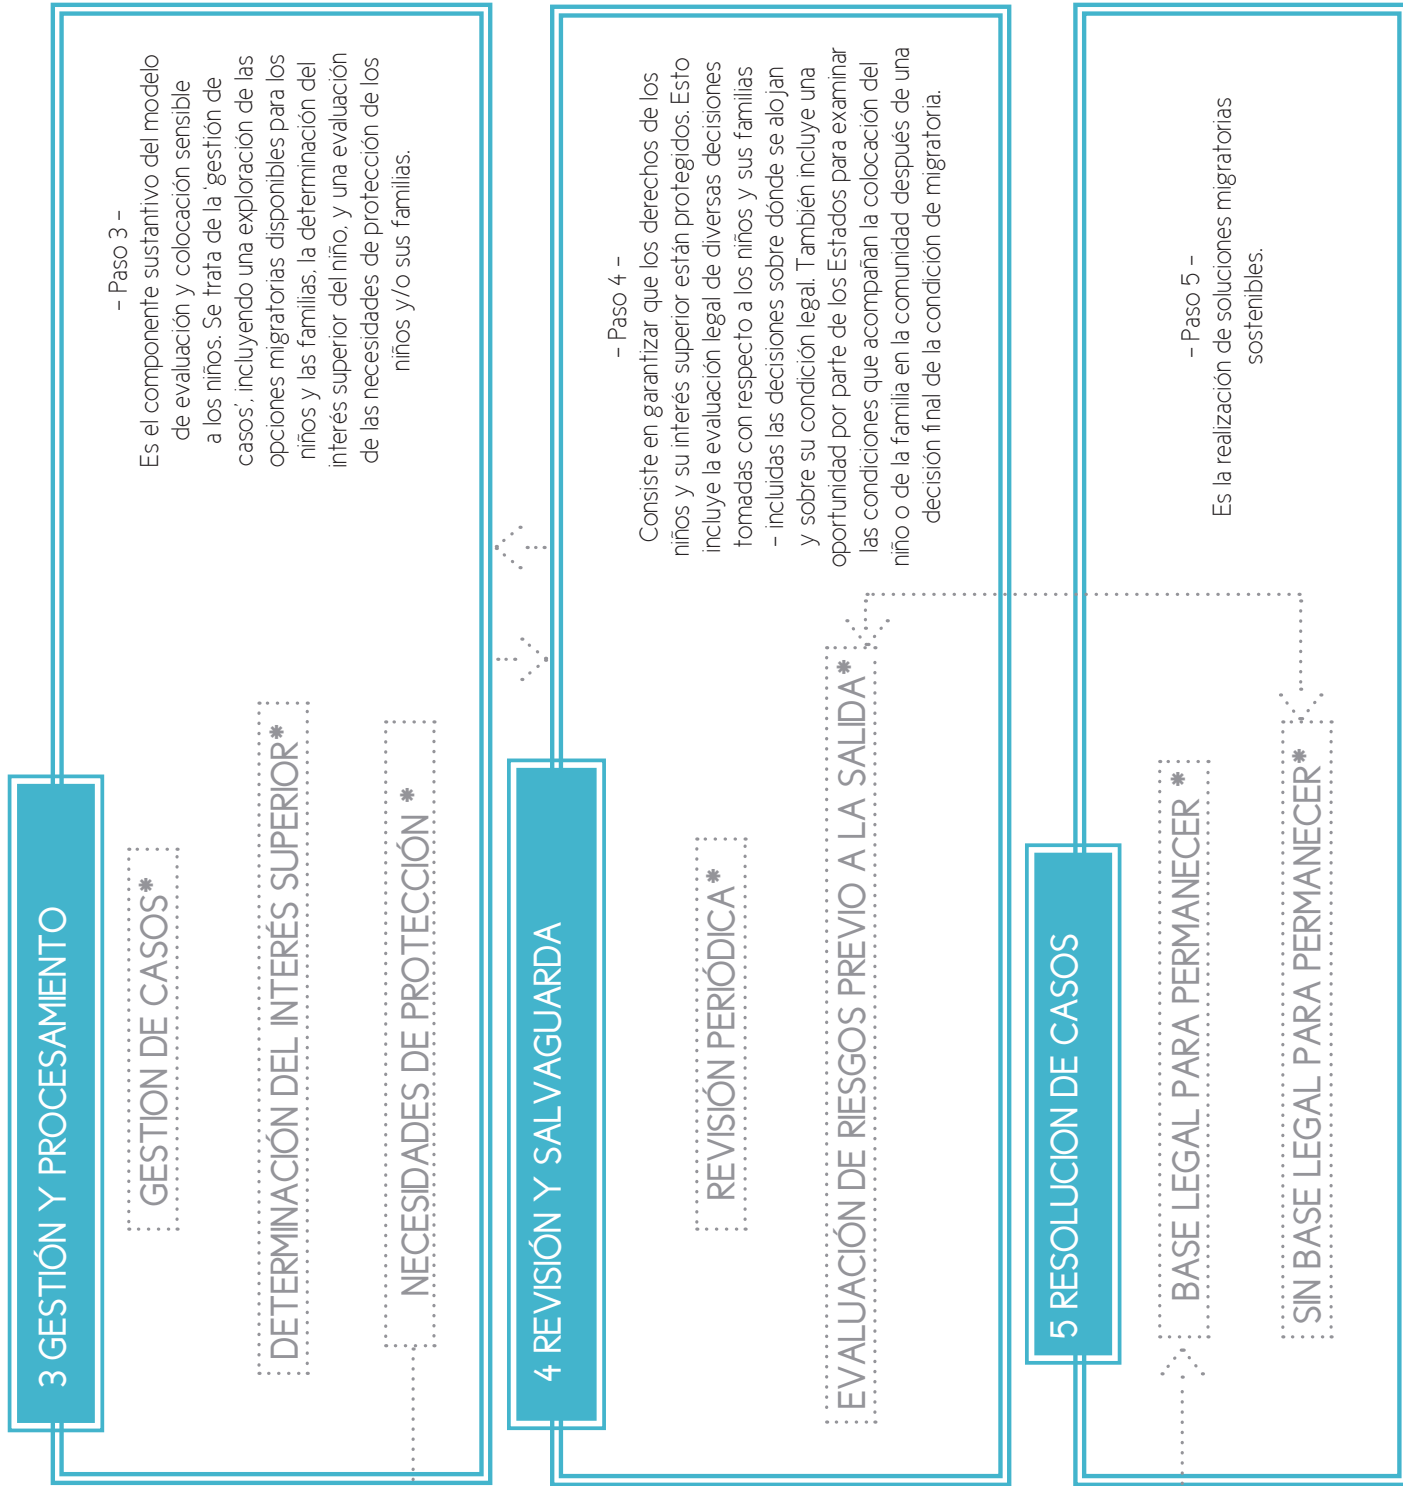 3 GESTIÓN Y PROCESAMIENTO
GESTION DE CASOS*
DETERMINACIÓN DEL INTERÉS SUPERIOR*
NECESIDADES DE PROTECCIÓN *
– Paso 3 –
Es el componente sustantivo del modelo
de evaluación y colocación sensible
a los niños. Se trata de la ‘gestión de
casos’, incluyendo una exploración de las
opciones migratorias disponibles para los
niños y las familias, la determinación del
interés superior del niño, y una evaluación
de las necesidades de protección de los
niños y/o sus familias.
4 REVISIÓN Y SALVAGUARDA
REVISIÓN PERIÓDICA*
EVALUACIÓN DE RIESGOS PREVIO A LA SALIDA*
– Paso 4 –
Consiste en garantizar que los derechos de los
niños y su interés superior están protegidos. Esto
incluye la evaluación legal de diversas decisiones
tomadas con respecto a los niños y sus familias
– incluidas las decisiones sobre dónde se alojan
y sobre su condición legal. También incluye una
oportunidad por parte de los Estados para examinar
las condiciones que acompañan la colocación del
niño o de la familia en la comunidad después de una
decisión final de la condición de migratoria.
5 RESOLUCION DE CASOS
BASE LEGAL PARA PERMANECER *
SIN BASE LEGAL PARA PERMANECER*
– Paso 5 –
Es la realización de soluciones migratorias
sostenibles.